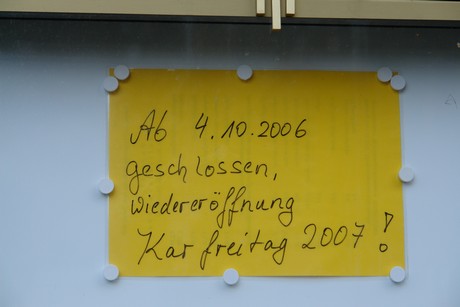 Ab 4.10.2006
geschlossen,
wiedereröffnung
Karfreitag 2007!